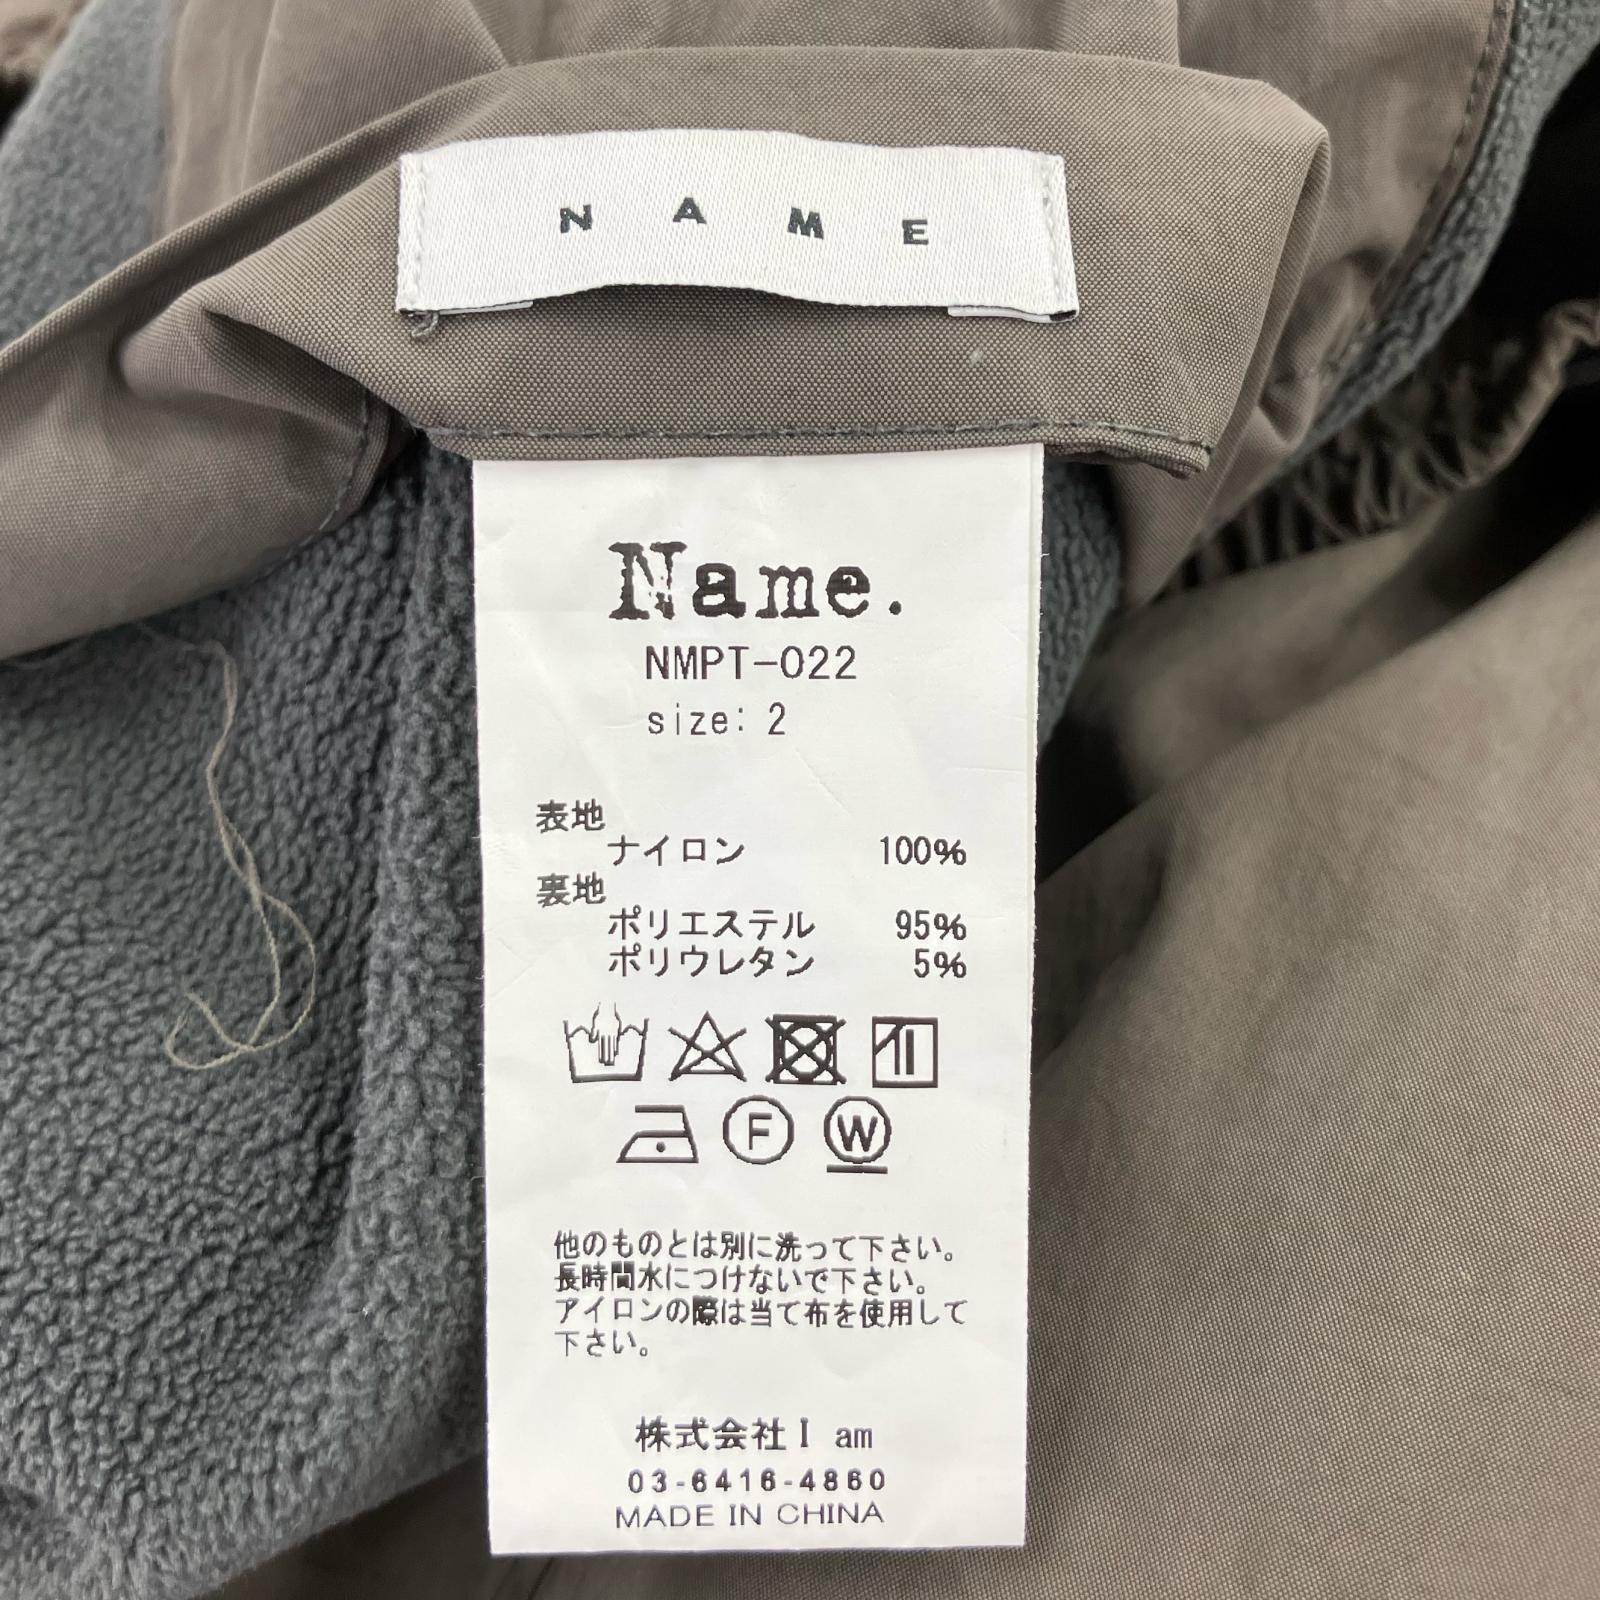 NAME
Name.
NMPT-022
size: 2
表地
ナイロン 100%
裏地
ポリエステル 95%
ポリウレタン 5%
F W
他のものとは別に洗って下さい。
長時間水につけないで下さい。
アイロンの際は当て布を使用して
下さい。
株式会社I am
03-6416-4860
MADE IN CHINA